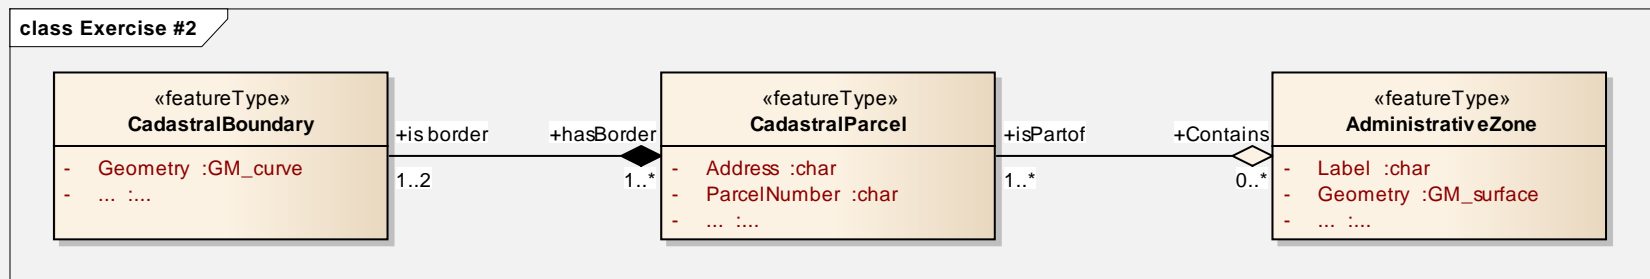 class Exercise #2
«featureType»
CadastralBoundary
- Geometry :GM_curve
- ... :...
+is border
1..2
+hasBorder
1..*
«featureType»
CadastralParcel
- Address :char
- ParcelNumber :char
- ... :...
+isPartof
1..*
+Contains
0..*
«featureType»
AdministrativeZone
- Label :char
- Geometry :GM_surface
- ... :...